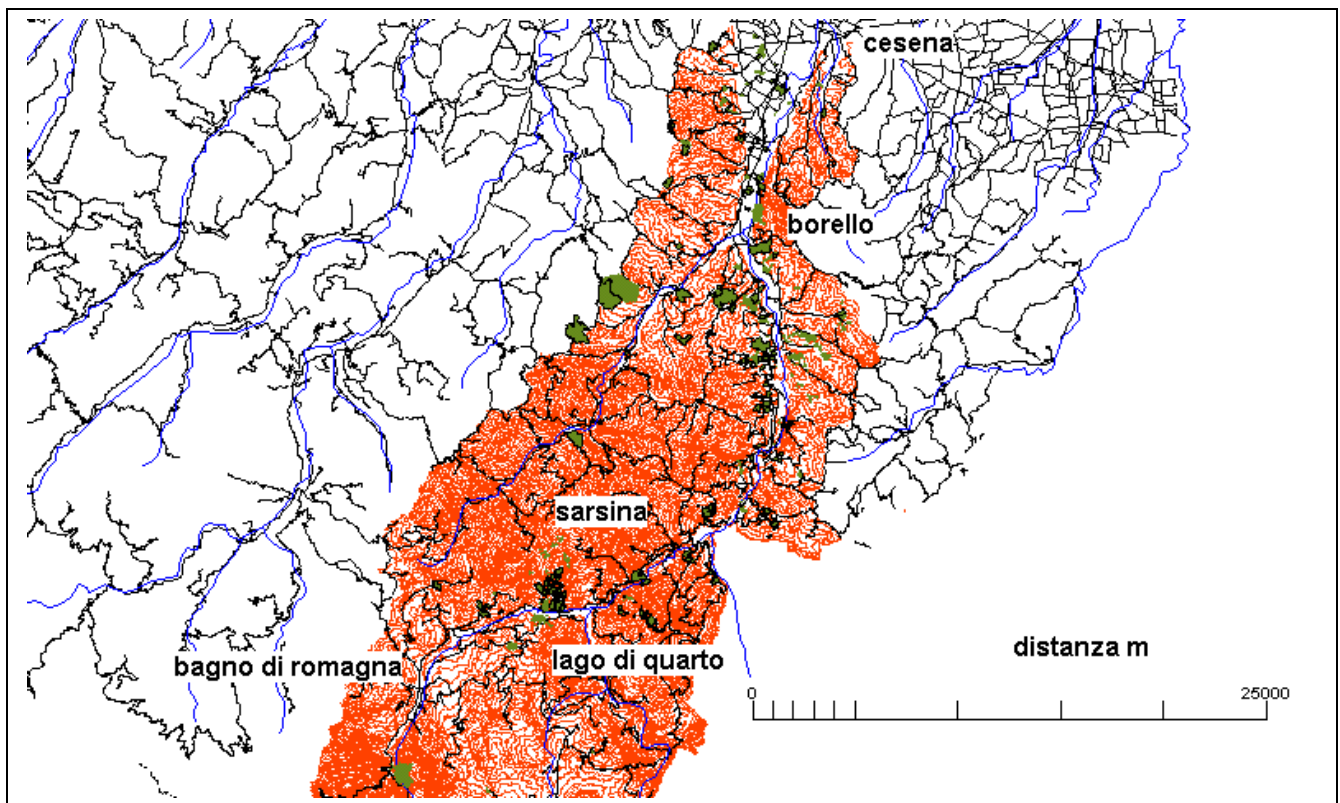 cesena
borello
sarsina
bagno di romagna
lago di quarto
distanza m
0
25000